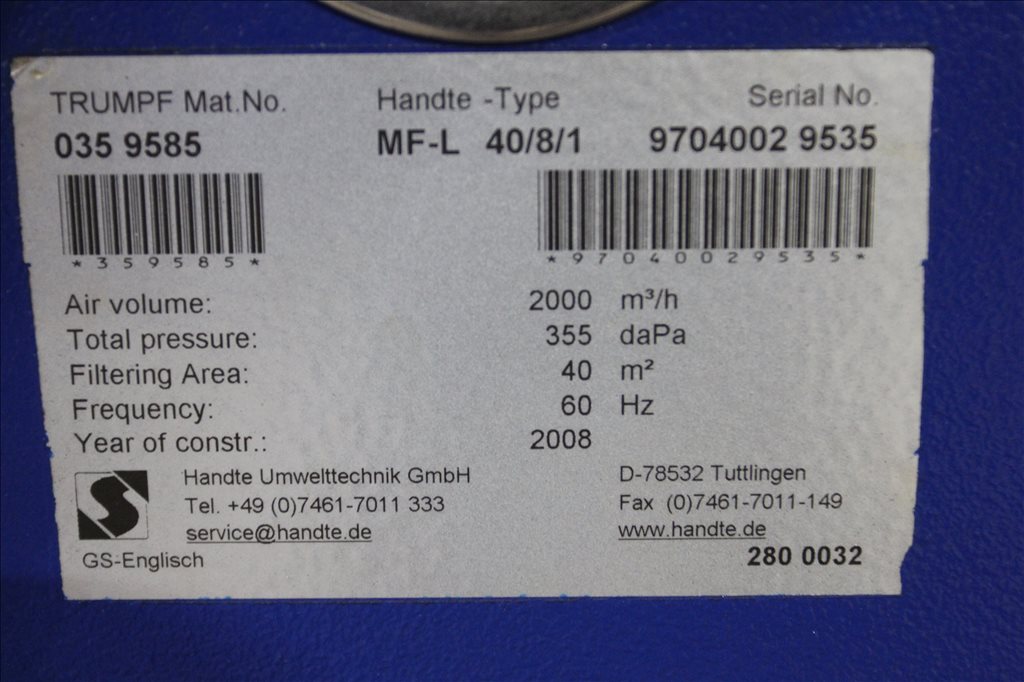 TRUMPF Mat.No. Handte -Type Serial No.
035 9585 MF-L 40/8/1 9704002 9535
*359585* *97040029535*
Air volume: 2000 m³/h
Total pressure: 355 daPa
Filtering Area: 40 m²
Frequency: 60 Hz
Year of constr.: 2008
Handte Umwelttechnik GmbH D-78532 Tuttlingen
Tel. +49 (0)7461-7011 333 Fax (0)7461-7011-149
service@handte.de www.handte.de
GS-Englisch 280 0032